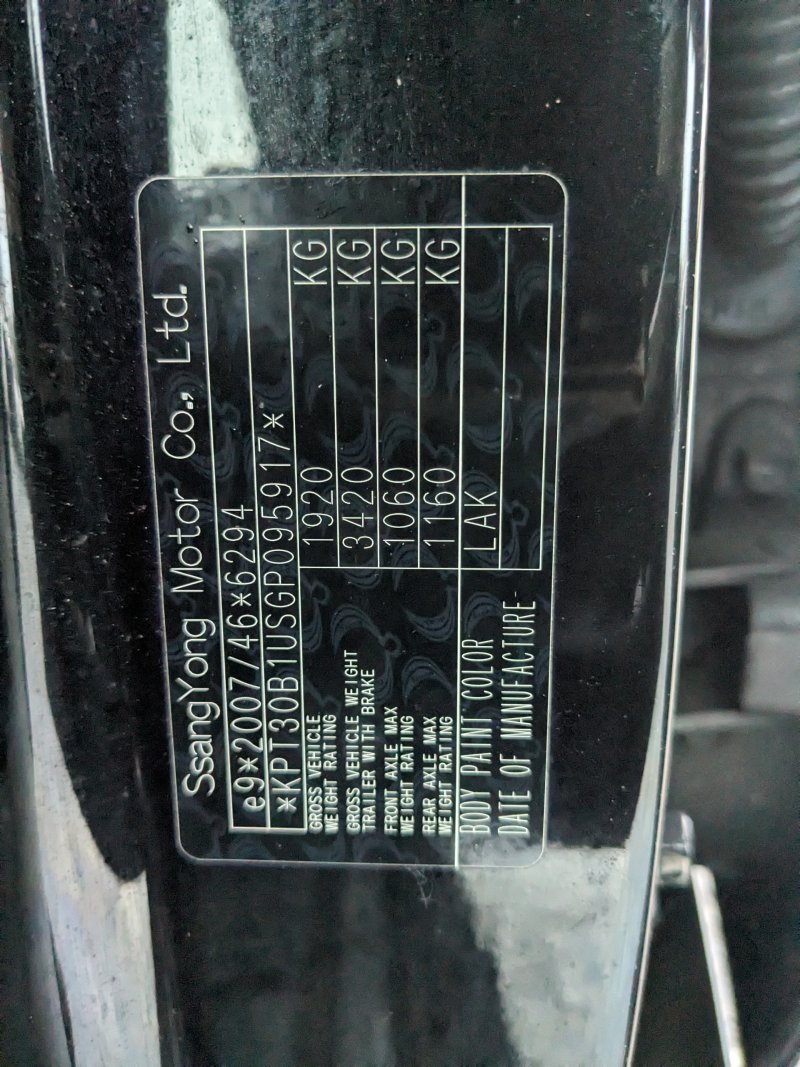 SsangYong Motor Co., Ltd.
e9*2007/46*6294
*KPT30B1USGP095917*
GROSS VEHICLE WEIGHT RATING 1920 KG
GROSS VEHICLE WEIGHT TRAILER WITH BRAKE 3420 KG
FRONT AXLE MAX WEIGHT RATING 1060 KG
REAR AXLE MAX WEIGHT RATING 1160 KG
BODY PAINT COLOR LAK
DATE OF MANUFACTURE